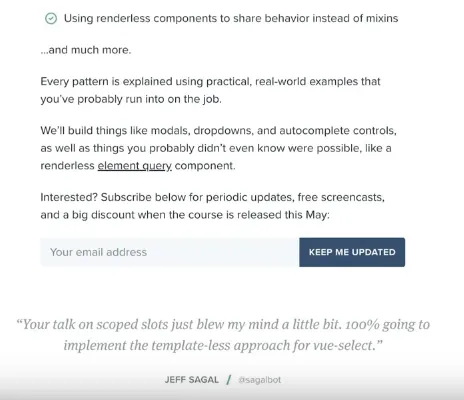 Using renderless components to share behavior instead of mixins
...and much more.
Every pattern is explained using practical, real-world examples that
you've probably run into on the job.
We'll build things like modals, dropdowns, and autocomplete controls,
as well as things you probably didn't even know were possible, like a
renderless element query component.
Interested? Subscribe below for periodic updates, free screencasts,
and a big discount when the course is released this May:
Your email address
KEEP ME UPDATED
“Your talk on scoped slots just blew my mind a little bit. 100% going to
implement the template-less approach for vue-select.”
JEFF SAGAL / @sagalbot